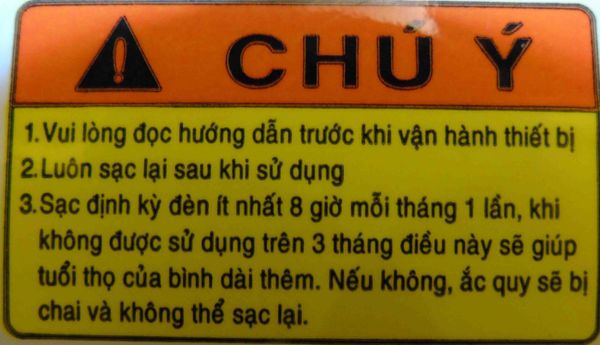 CHÚ Ý
1.Vui lòng đọc hướng dẫn trước khi vận hành thiết bị
2.Luôn sạc lại sau khi sử dụng
3.Sạc định kỳ đèn ít nhất 8 giờ mỗi tháng 1 lần, khi
không được sử dụng trên 3 tháng điều này sẽ giúp
tuổi thọ của bình dài thêm. Nếu không, ắc quy sẽ bị
chai và không thể sạc lại.